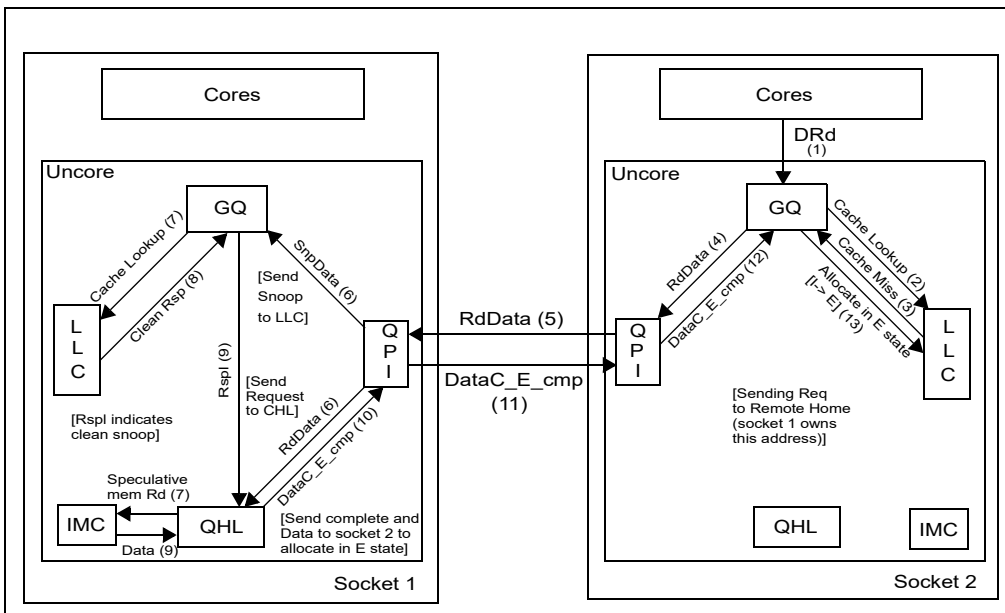 Cores
Uncore
GQ
Cache Lookup (7)
Clean Rsp (8)
SnpData (6)
[Send
Snoop
to LLC]
LLC
QPI
RspI (9)
[Send
Request
to CHL]
[RspI indicates
clean snoop]
RdData (6)
DataC_E_cmp (10)
Speculative
mem Rd (7)
IMC
QHL
Data (9)
[Send complete and
Data to socket 2 to
allocate in E state]
Socket 1
RdData (5)
DataC_E_cmp
(11)
Cores
DRd
(1)
Uncore
GQ
RdData (4)
DataC_E_cmp (12)
Cache Lookup (2)
Cache Miss (3)
Allocate in E state
[I-> E] (13)
QPI
LLC
[Sending Req
to Remote Home
(socket 1 owns
this address)]
QHL
IMC
Socket 2